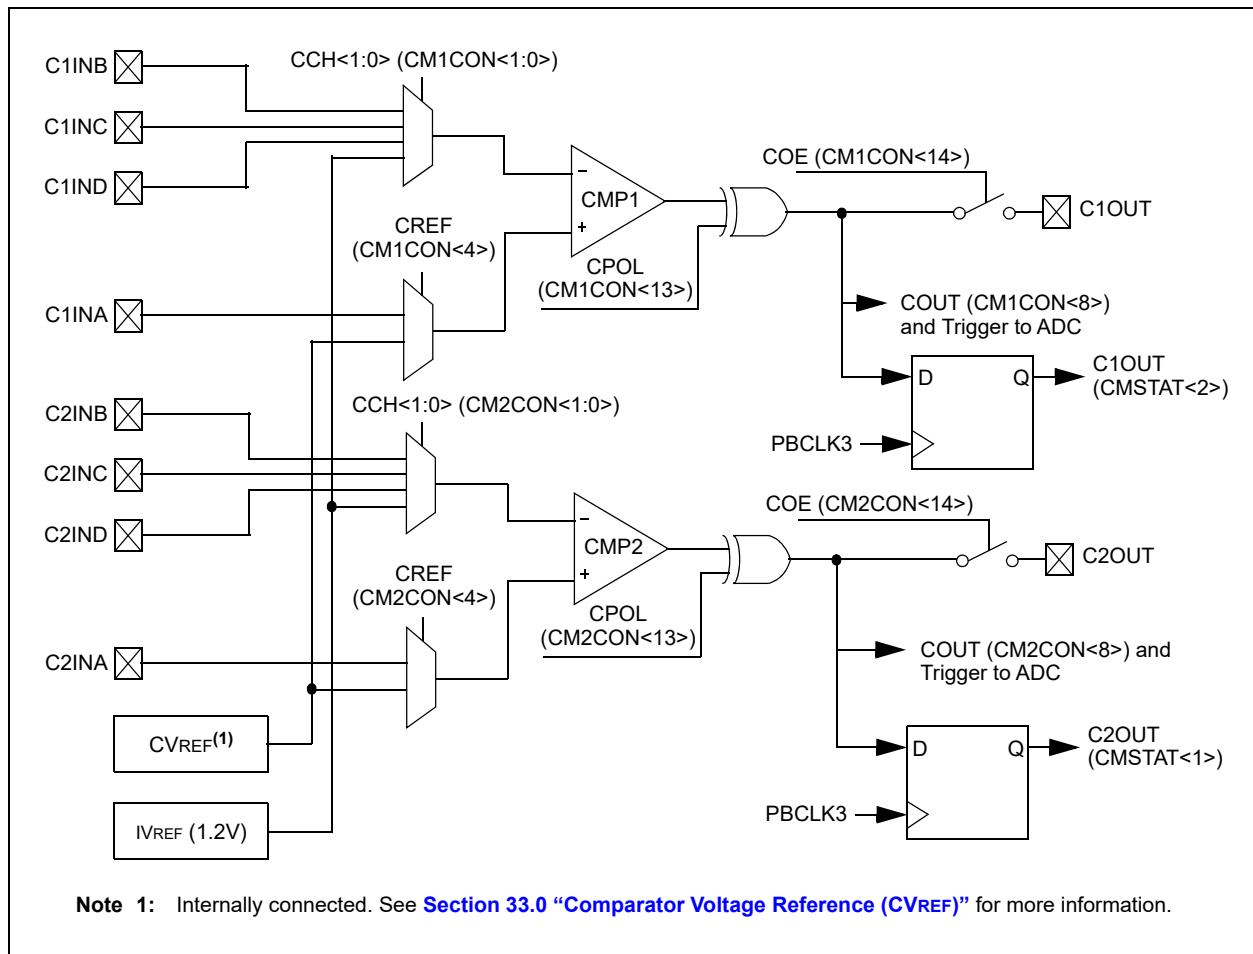 C1INB
CCH<1:0> (CM1CON<1:0>)
C1INC
C1IND
COE (CM1CON<14>)
–
CMP1
+
C1OUT
CREF
(CM1CON<4>)
CPOL
(CM1CON<13>)
C1INA
COUT (CM1CON<8>)
and Trigger to ADC
D
Q
C1OUT
(CMSTAT<2>)
PBCLK3
C2INB
CCH<1:0> (CM2CON<1:0>)
C2INC
C2IND
COE (CM2CON<14>)
–
CMP2
+
C2OUT
CREF
(CM2CON<4>)
CPOL
(CM2CON<13>)
C2INA
COUT (CM2CON<8>) and
Trigger to ADC
CVREF(1)
D
Q
C2OUT
(CMSTAT<1>)
PBCLK3
IVREF (1.2V)
Note 1: Internally connected. See Section 33.0 “Comparator Voltage Reference (CVREF)” for more information.